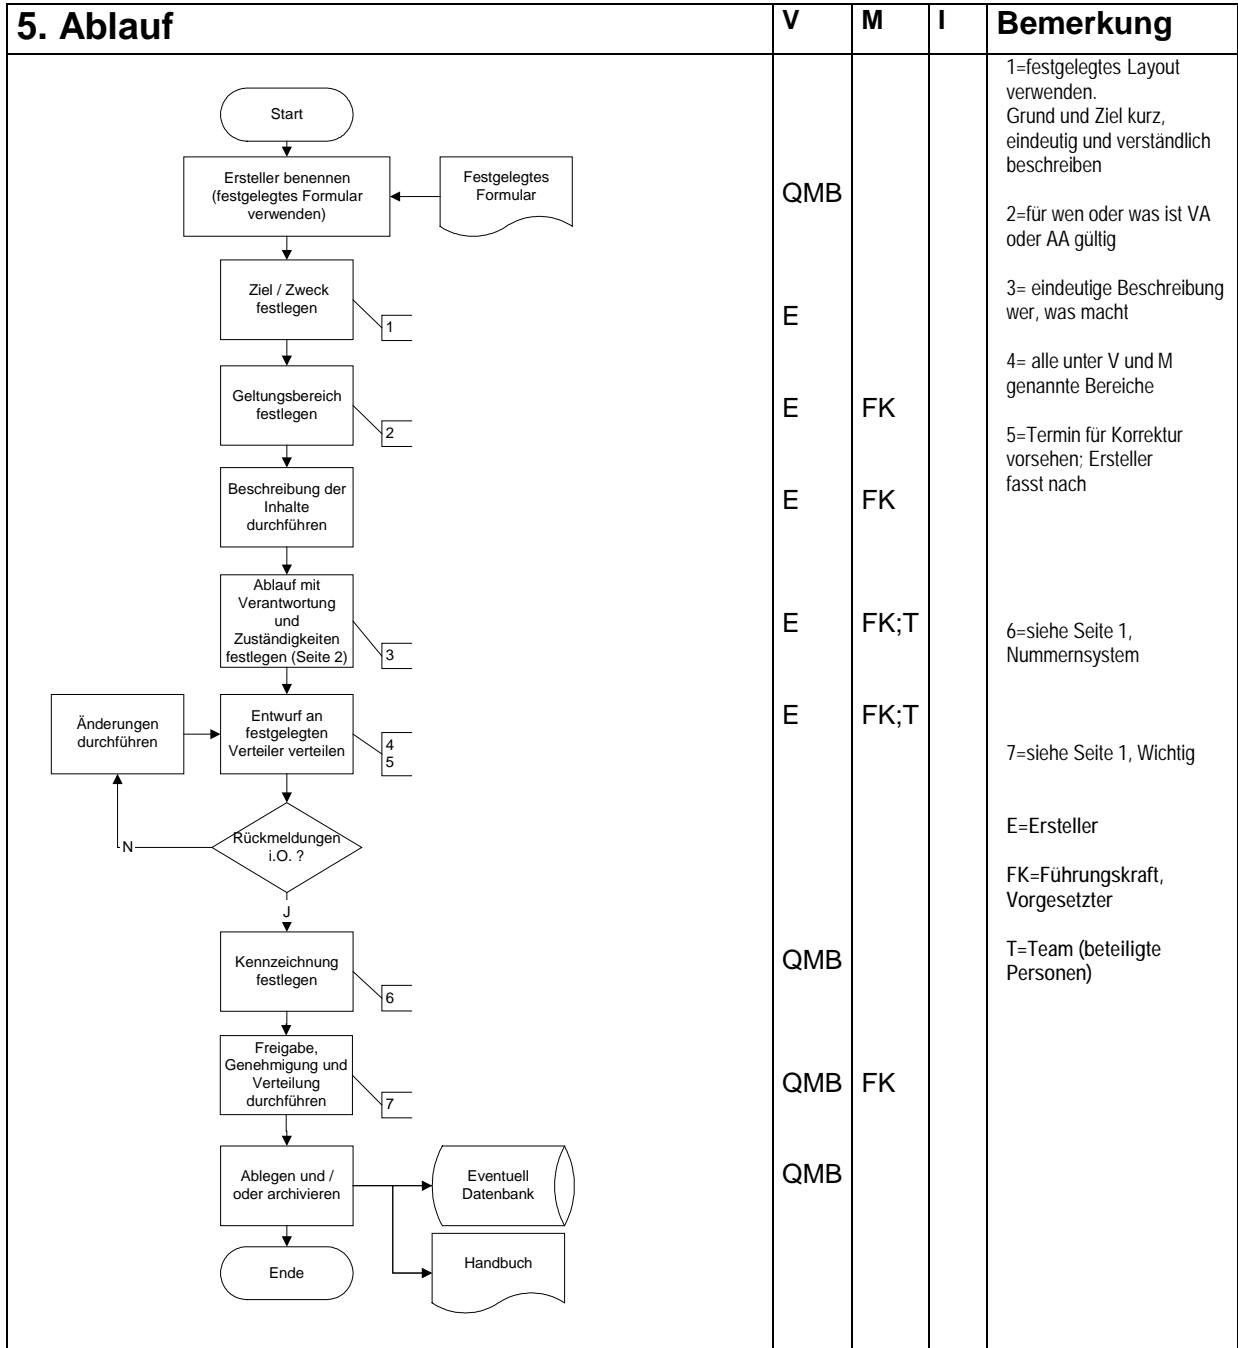 5. Ablauf
V
M
I
Bemerkung
Start
Ersteller benennen
(festgelegtes Formular
verwenden)
Festgelegtes
Formular
QMB
Ziel / Zweck
festlegen
1
E
Geltungsbereich
festlegen
2
E
FK
Beschreibung der
Inhalte
durchführen
E
FK
Ablauf mit
Verantwortung
und
Zuständigkeiten
festlegen (Seite 2)
3
E
FK;T
Änderungen
durchführen
Entwurf an
festgelegten
Verteiler verteilen
4
5
E
FK;T
Rückmeldungen
i.O. ?
N
J
Kennzeichnung
festlegen
6
QMB
Freigabe,
Genehmigung und
Verteilung
durchführen
7
QMB
FK
Ablegen und /
oder archivieren
Eventuell
Datenbank
QMB
Handbuch
Ende
1=festgelegtes Layout
verwenden.
Grund und Ziel kurz,
eindeutig und verständlich
beschreiben
2=für wen oder was ist VA
oder AA gültig
3= eindeutige Beschreibung
wer, was macht
4= alle unter V und M
genannte Bereiche
5=Termin für Korrektur
vorsehen; Ersteller
fasst nach
6=siehe Seite 1,
Nummernsystem
7=siehe Seite 1, Wichtig
E=Ersteller
FK=Führungskraft,
Vorgesetzter
T=Team (beteiligte
Personen)